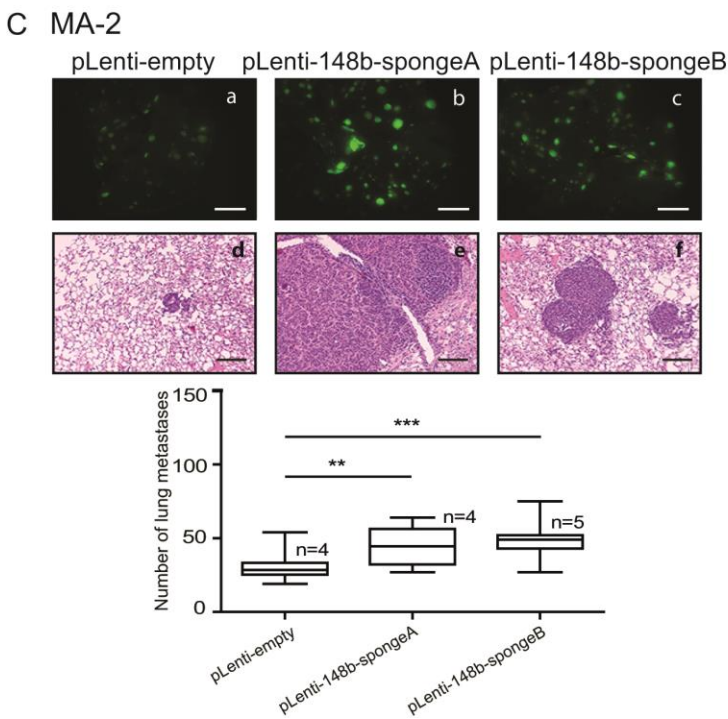 C MA-2
pLenti-empty pLenti-148b-spongeA pLenti-148b-spongeB
a b c
d e f
Number of lung metastases
150
100
50
0
***
**
n=4
n=4
n=5
pLenti-empty
pLenti-148b-spongeA
pLenti-148b-spongeB